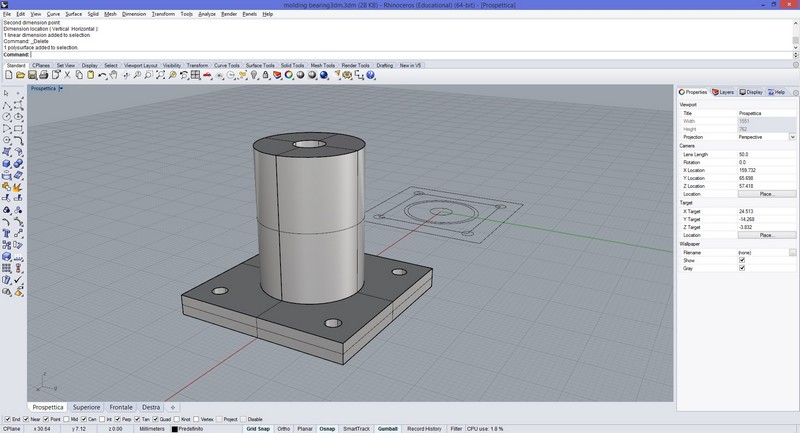 molding bearing3dm.3dm (28 KB) - Rhinoceros (Educational) (64-bit) - [Prospettica]
File Edit View Curve Surface Solid Mesh Dimension Transform Tools Analyze Render Panels Help
Second dimension point:
Dimension location ( Vertical Horizontal ):
1 linear dimension added to selection.
Command: _Delete
1 polysurface added to selection.
Command:
Standard CPlanes Set View Display Select Viewport Layout Visibility Transform Curve Tools Surface Tools Solid Tools Mesh Tools Render Tools Drafting New in V5
Prospettica
Properties Layers Display Help
Viewport
Title Prospettica
Width 1051
Height 762
Projection Perspective
Camera
Lens Length 50.0
Rotation 0.0
X Location 159.732
Y Location 65.698
Z Location 57.418
Location Place...
Target
X Target 24.513
Y Target -14.268
Z Target -3.832
Location Place...
Wallpaper
Filename (none)
Show
Gray
z
y
x
Prospettica Superiore Frontale Destra
End Near Point Mid Cen Int Perp Tan Quad Knot Vertex Project Disable
CPlane x 30.64 y 7.12 z 0.00 Millimeters Predefinito Grid Snap Ortho Planar Osnap SmartTrack Gumball Record History Filter CPU use: 1.8 %